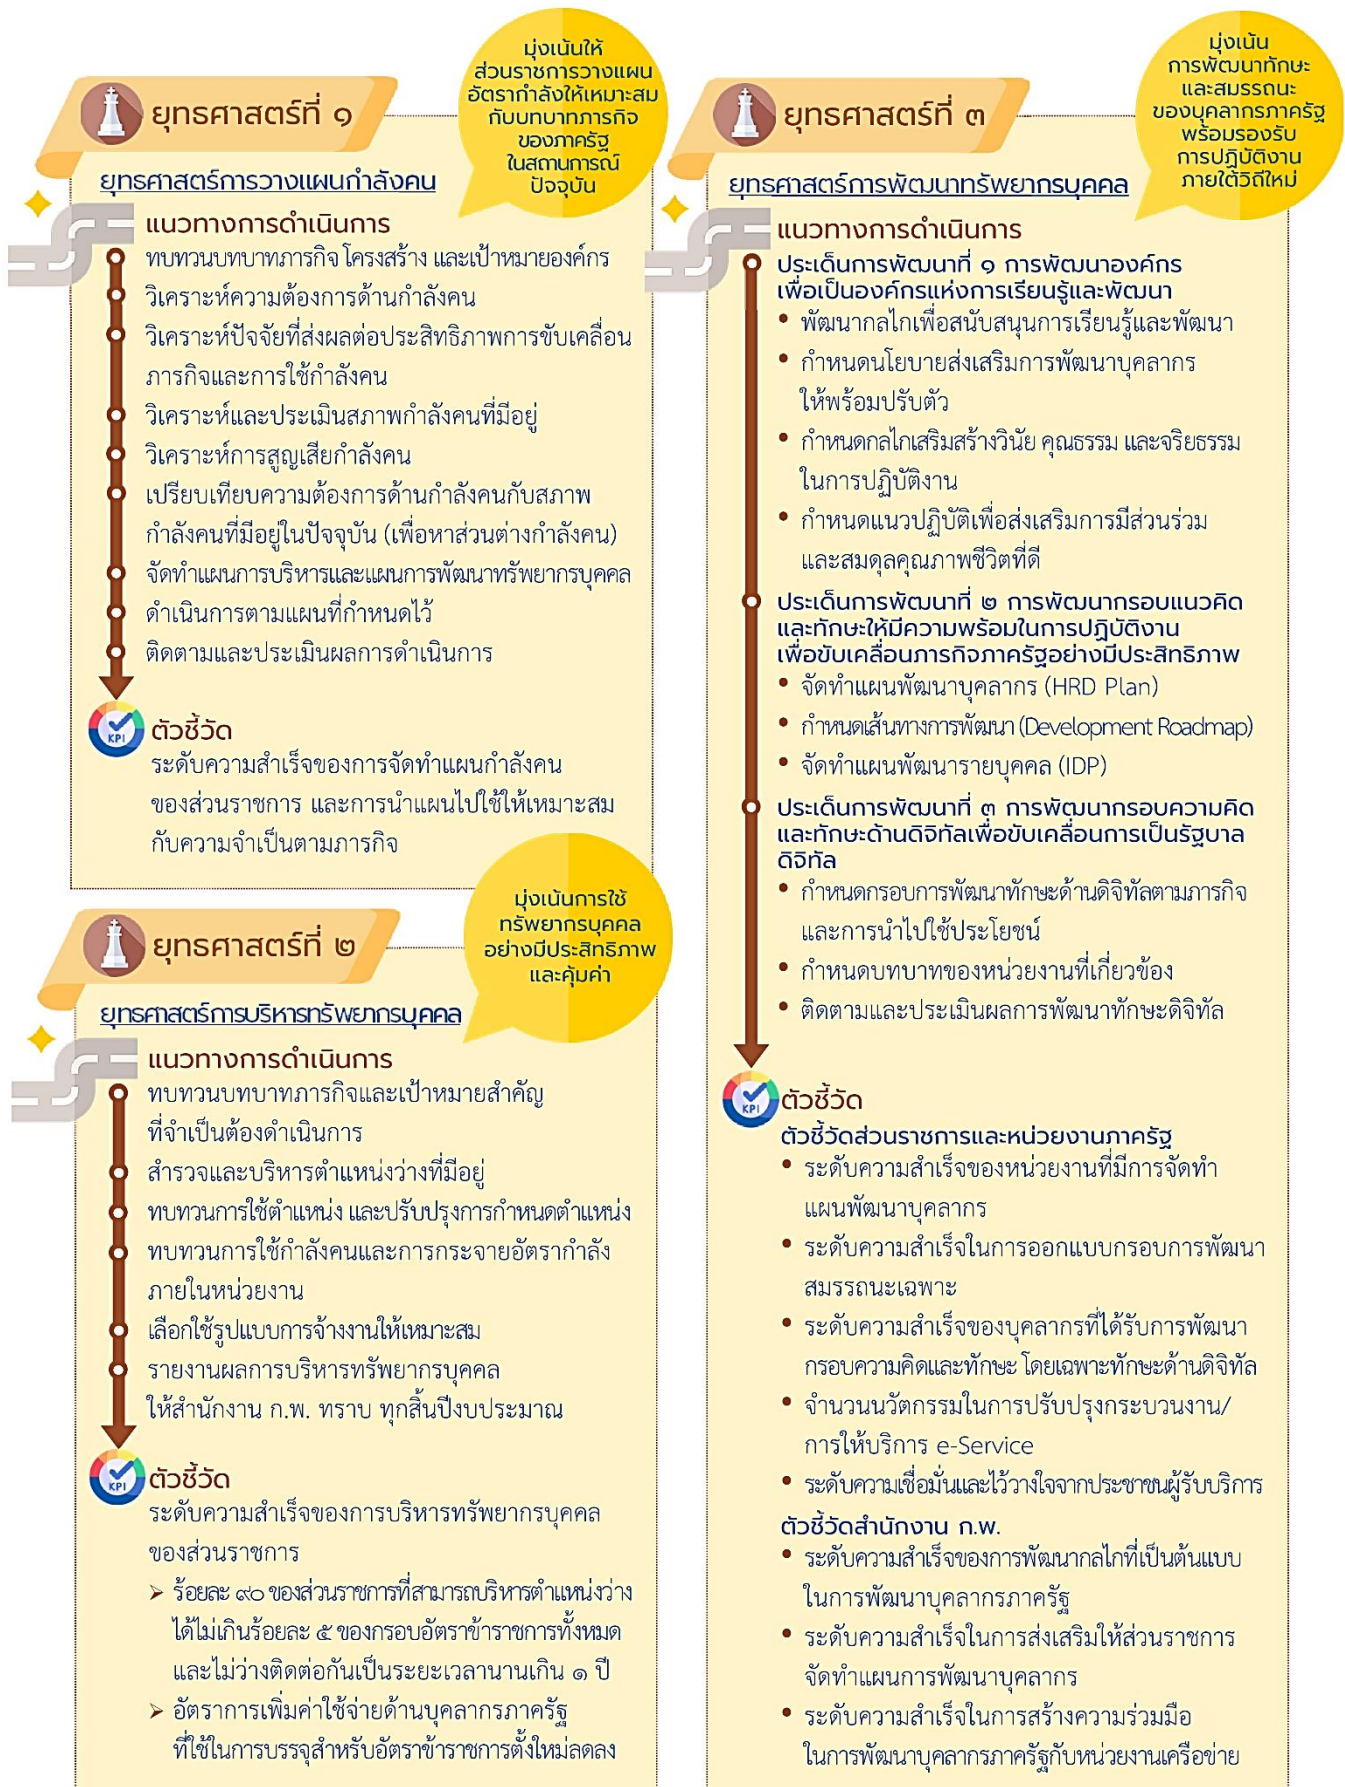 มุ่งเน้นให้
ส่วนราชการวางแผน
อัตรากำลังให้เหมาะสม
กับบทบาทภารกิจ
ของภาครัฐ
ในสถานการณ์
ปัจจุบัน
ยุทธศาสตร์ที่ ๑
ยุทธศาสตร์การวางแผนกำลังคน
แนวทางการดำเนินการ
ทบทวนบทบาทภารกิจ โครงสร้าง และเป้าหมายองค์กร
วิเคราะห์ความต้องการด้านกำลังคน
วิเคราะห์ปัจจัยที่ส่งผลต่อประสิทธิภาพการขับเคลื่อน
ภารกิจและการใช้กำลังคน
วิเคราะห์และประเมินสภาพกำลังคนที่มีอยู่
วิเคราะห์การสูญเสียกำลังคน
เปรียบเทียบความต้องการด้านกำลังคนกับสภาพ
กำลังคนที่มีอยู่ในปัจจุบัน (เพื่อหาส่วนต่างกำลังคน)
จัดทำแผนการบริหารและแผนการพัฒนาทรัพยากรบุคคล
ดำเนินการตามแผนที่กำหนดไว้
ติดตามและประเมินผลการดำเนินการ
KPI
ตัวชี้วัด
ระดับความสำเร็จของการจัดทำแผนกำลังคน
ของส่วนราชการ และการนำแผนไปใช้ให้เหมาะสม
กับความจำเป็นตามภารกิจ
มุ่งเน้นการใช้
ทรัพยากรบุคคล
อย่างมีประสิทธิภาพ
และคุ้มค่า
ยุทธศาสตร์ที่ ๒
ยุทธศาสตร์การบริหารทรัพยากรบุคคล
แนวทางการดำเนินการ
ทบทวนบทบาทภารกิจและเป้าหมายสำคัญ
ที่จำเป็นต้องดำเนินการ
สำรวจและบริหารตำแหน่งว่างที่มีอยู่
ทบทวนการใช้ตำแหน่ง และปรับปรุงการกำหนดตำแหน่ง
ทบทวนการใช้กำลังคนและการกระจายอัตรากำลัง
ภายในหน่วยงาน
เลือกใช้รูปแบบการจ้างงานให้เหมาะสม
รายงานผลการบริหารทรัพยากรบุคคล
ให้สำนักงาน ก.พ. ทราบ ทุกสิ้นปีงบประมาณ
KPI
ตัวชี้วัด
ระดับความสำเร็จของการบริหารทรัพยากรบุคคล
ของส่วนราชการ
➢ ร้อยละ ๙๐ ของส่วนราชการที่สามารถบริหารตำแหน่งว่าง
ได้ไม่เกินร้อยละ ๕ ของกรอบอัตราข้าราชการทั้งหมด
และไม่ว่างติดต่อกันเป็นระยะเวลานานเกิน ๑ ปี
➢ อัตราการเพิ่มค่าใช้จ่ายด้านบุคลากรภาครัฐ
ที่ใช้ในการบรรจุสำหรับอัตราข้าราชการตั้งใหม่ลดลง
มุ่งเน้น
การพัฒนาทักษะ
และสมรรถนะ
ของบุคลากรภาครัฐ
พร้อมรองรับ
การปฏิบัติงาน
ภายใต้วิถีใหม่
ยุทธศาสตร์ที่ ๓
ยุทธศาสตร์การพัฒนาทรัพยากรบุคคล
แนวทางการดำเนินการ
ประเด็นการพัฒนาที่ ๑ การพัฒนาองค์กร
เพื่อเป็นองค์กรแห่งการเรียนรู้และพัฒนา
• พัฒนากลไกเพื่อสนับสนุนการเรียนรู้และพัฒนา
• กำหนดนโยบายส่งเสริมการพัฒนาบุคลากร
ให้พร้อมปรับตัว
• กำหนดกลไกเสริมสร้างวินัย คุณธรรม และจริยธรรม
ในการปฏิบัติงาน
• กำหนดแนวปฏิบัติเพื่อส่งเสริมการมีส่วนร่วม
และสมดุลคุณภาพชีวิตที่ดี
ประเด็นการพัฒนาที่ ๒ การพัฒนากรอบแนวคิด
และทักษะให้มีความพร้อมในการปฏิบัติงาน
เพื่อขับเคลื่อนภารกิจภาครัฐอย่างมีประสิทธิภาพ
• จัดทำแผนพัฒนาบุคลากร (HRD Plan)
• กำหนดเส้นทางการพัฒนา (Development Roadmap)
• จัดทำแผนพัฒนารายบุคคล (IDP)
ประเด็นการพัฒนาที่ ๓ การพัฒนากรอบความคิด
และทักษะด้านดิจิทัลเพื่อขับเคลื่อนการเป็นรัฐบาล
ดิจิทัล
• กำหนดกรอบการพัฒนาทักษะด้านดิจิทัลตามภารกิจ
และการนำไปใช้ประโยชน์
• กำหนดบทบาทของหน่วยงานที่เกี่ยวข้อง
• ติดตามและประเมินผลการพัฒนาทักษะดิจิทัล
KPI
ตัวชี้วัด
ตัวชี้วัดส่วนราชการและหน่วยงานภาครัฐ
• ระดับความสำเร็จของหน่วยงานที่มีการจัดทำ
แผนพัฒนาบุคลากร
• ระดับความสำเร็จในการออกแบบกรอบการพัฒนา
สมรรถนะเฉพาะ
• ระดับความสำเร็จของบุคลากรที่ได้รับการพัฒนา
กรอบความคิดและทักษะ โดยเฉพาะทักษะด้านดิจิทัล
• จำนวนนวัตกรรมในการปรับปรุงกระบวนงาน/
การให้บริการ e-Service
• ระดับความเชื่อมั่นและไว้วางใจจากประชาชนผู้รับบริการ
ตัวชี้วัดสำนักงาน ก.พ.
• ระดับความสำเร็จของการพัฒนากลไกที่เป็นต้นแบบ
ในการพัฒนาบุคลากรภาครัฐ
• ระดับความสำเร็จในการส่งเสริมให้ส่วนราชการ
จัดทำแผนการพัฒนาบุคลากร
• ระดับความสำเร็จในการสร้างความร่วมมือ
ในการพัฒนาบุคลากรภาครัฐกับหน่วยงานเครือข่าย